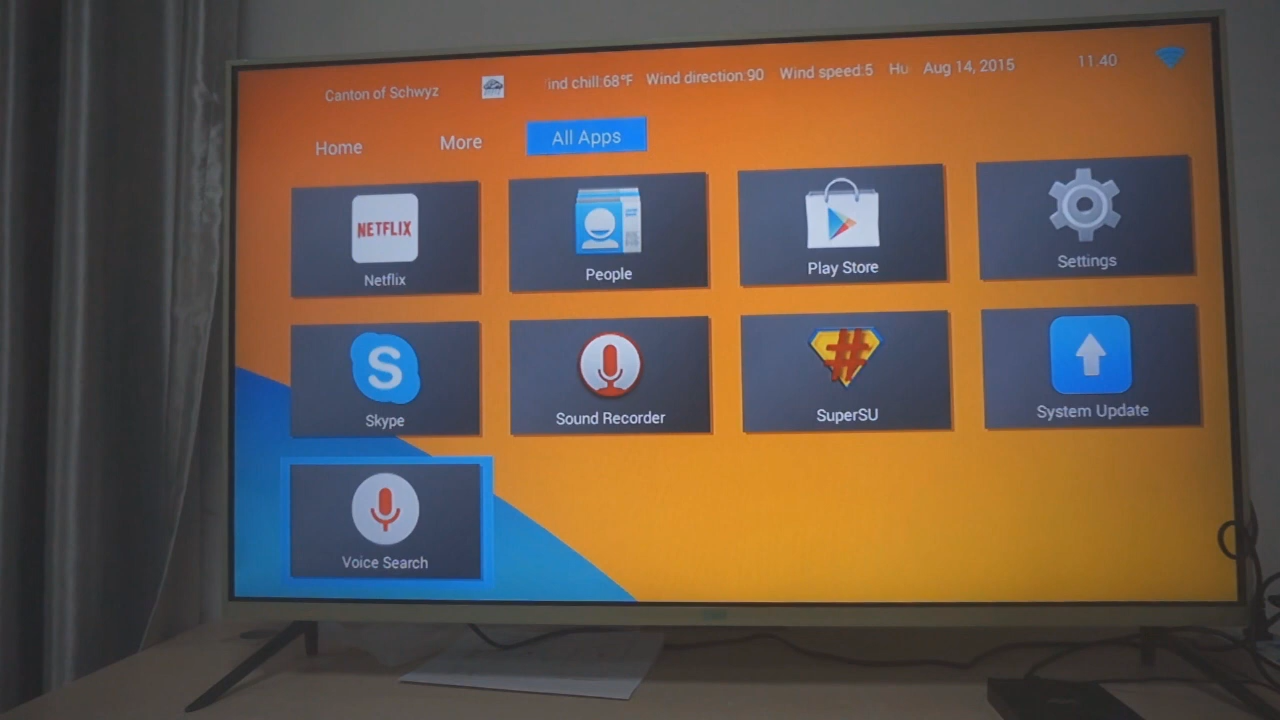 Canton of Schwyz ind chill:68°F Wind direction:90 Wind speed:5 Hu Aug 14, 2015 11:40
Home More All Apps
NETFLIX
Netflix People Play Store Settings
S #
Skype Sound Recorder SuperSU System Update
Voice Search